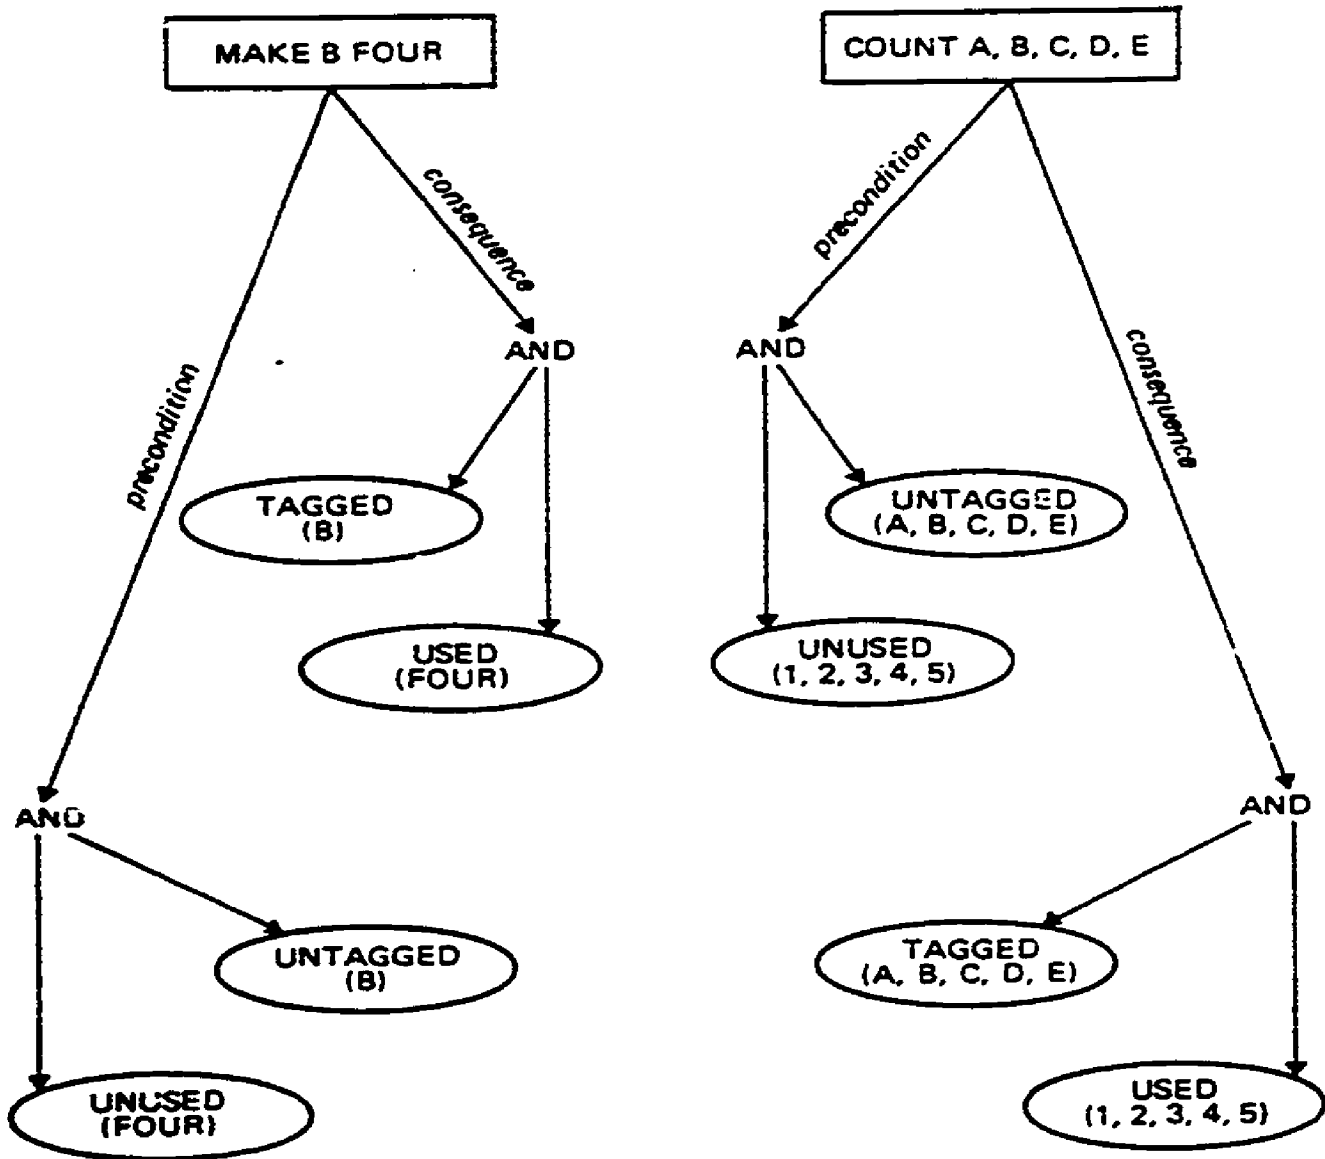 MAKE B FOUR
COUNT A, B, C, D, E
consequence
precondition
AND
AND
precondition
consequence
TAGGED
(B)
UNTAGGED
(A, B, C, D, E)
USED
(FOUR)
UNUSED
(1, 2, 3, 4, 5)
AND
AND
UNTAGGED
(B)
TAGGED
(A, B, C, D, E)
UNUSED
(FOUR)
USED
(1, 2, 3, 4, 5)